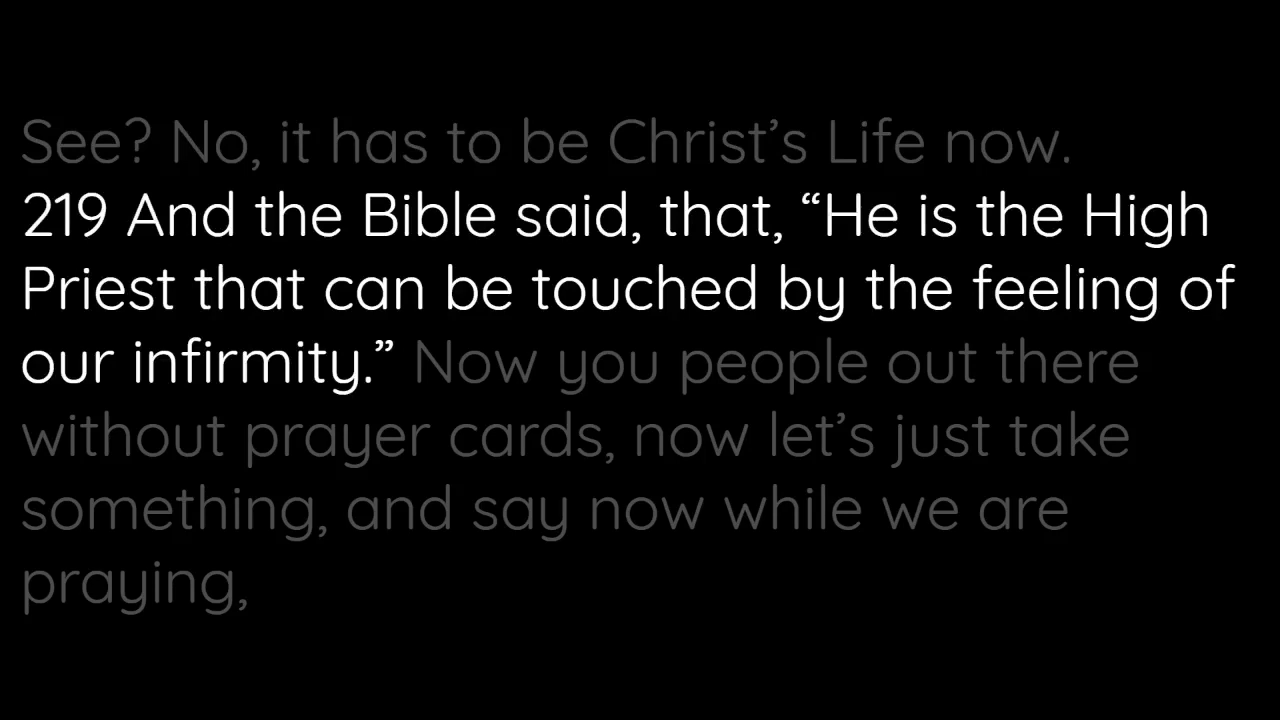 See? No, it has to be Christ’s Life now.
219 And the Bible said, that, “He is the High
Priest that can be touched by the feeling of
our infirmity.” Now you people out there
without prayer cards, now let’s just take
something, and say now while we are
praying,